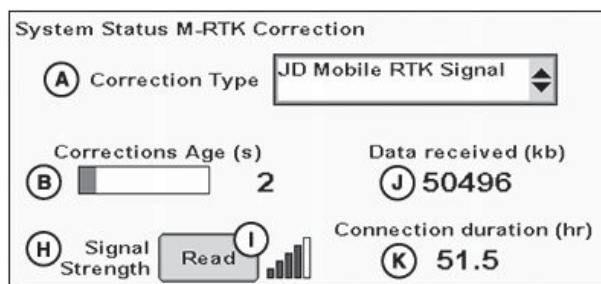 System Status M-RTK Correction
A Correction Type JD Mobile RTK Signal
Corrections Age (s) Data received (kb)
B 2 J 50496
H Signal Strength Read I Connection duration (hr)
K 51.5